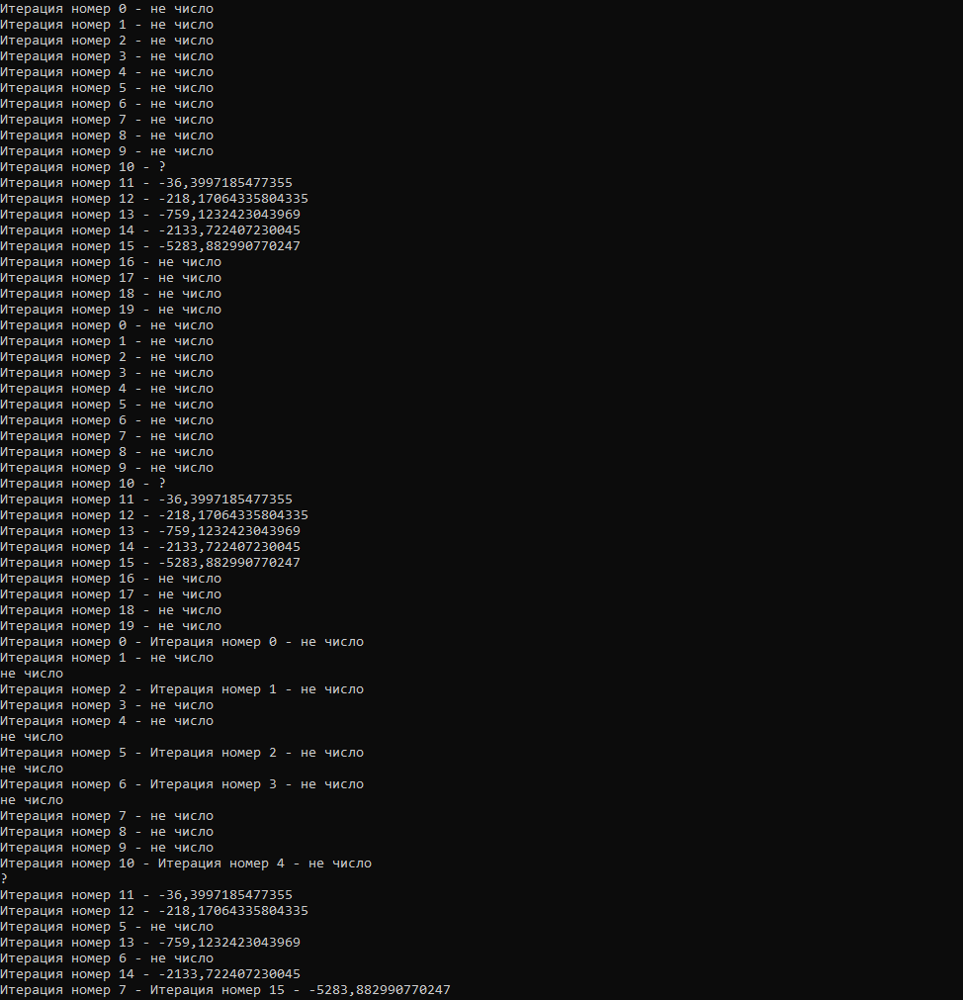 Итерация номер 0 - не число
Итерация номер 1 - не число
Итерация номер 2 - не число
Итерация номер 3 - не число
Итерация номер 4 - не число
Итерация номер 5 - не число
Итерация номер 6 - не число
Итерация номер 7 - не число
Итерация номер 8 - не число
Итерация номер 9 - не число
Итерация номер 10 - ?
Итерация номер 11 - -36,3997185477355
Итерация номер 12 - -218,17064335804335
Итерация номер 13 - -759,1232423043969
Итерация номер 14 - -2133,722407230045
Итерация номер 15 - -5283,882990770247
Итерация номер 16 - не число
Итерация номер 17 - не число
Итерация номер 18 - не число
Итерация номер 19 - не число
Итерация номер 0 - не число
Итерация номер 1 - не число
Итерация номер 2 - не число
Итерация номер 3 - не число
Итерация номер 4 - не число
Итерация номер 5 - не число
Итерация номер 6 - не число
Итерация номер 7 - не число
Итерация номер 8 - не число
Итерация номер 9 - не число
Итерация номер 10 - ?
Итерация номер 11 - -36,3997185477355
Итерация номер 12 - -218,17064335804335
Итерация номер 13 - -759,1232423043969
Итерация номер 14 - -2133,722407230045
Итерация номер 15 - -5283,882990770247
Итерация номер 16 - не число
Итерация номер 17 - не число
Итерация номер 18 - не число
Итерация номер 19 - не число
Итерация номер 0 - Итерация номер 0 - не число
Итерация номер 1 - не число
не число
Итерация номер 2 - Итерация номер 1 - не число
Итерация номер 3 - не число
Итерация номер 4 - не число
не число
Итерация номер 5 - Итерация номер 2 - не число
не число
Итерация номер 6 - Итерация номер 3 - не число
не число
Итерация номер 7 - не число
Итерация номер 8 - не число
Итерация номер 9 - не число
Итерация номер 10 - Итерация номер 4 - не число
?
Итерация номер 11 - -36,3997185477355
Итерация номер 12 - -218,17064335804335
Итерация номер 5 - не число
Итерация номер 13 - -759,1232423043969
Итерация номер 6 - не число
Итерация номер 14 - -2133,722407230045
Итерация номер 7 - Итерация номер 15 - -5283,882990770247